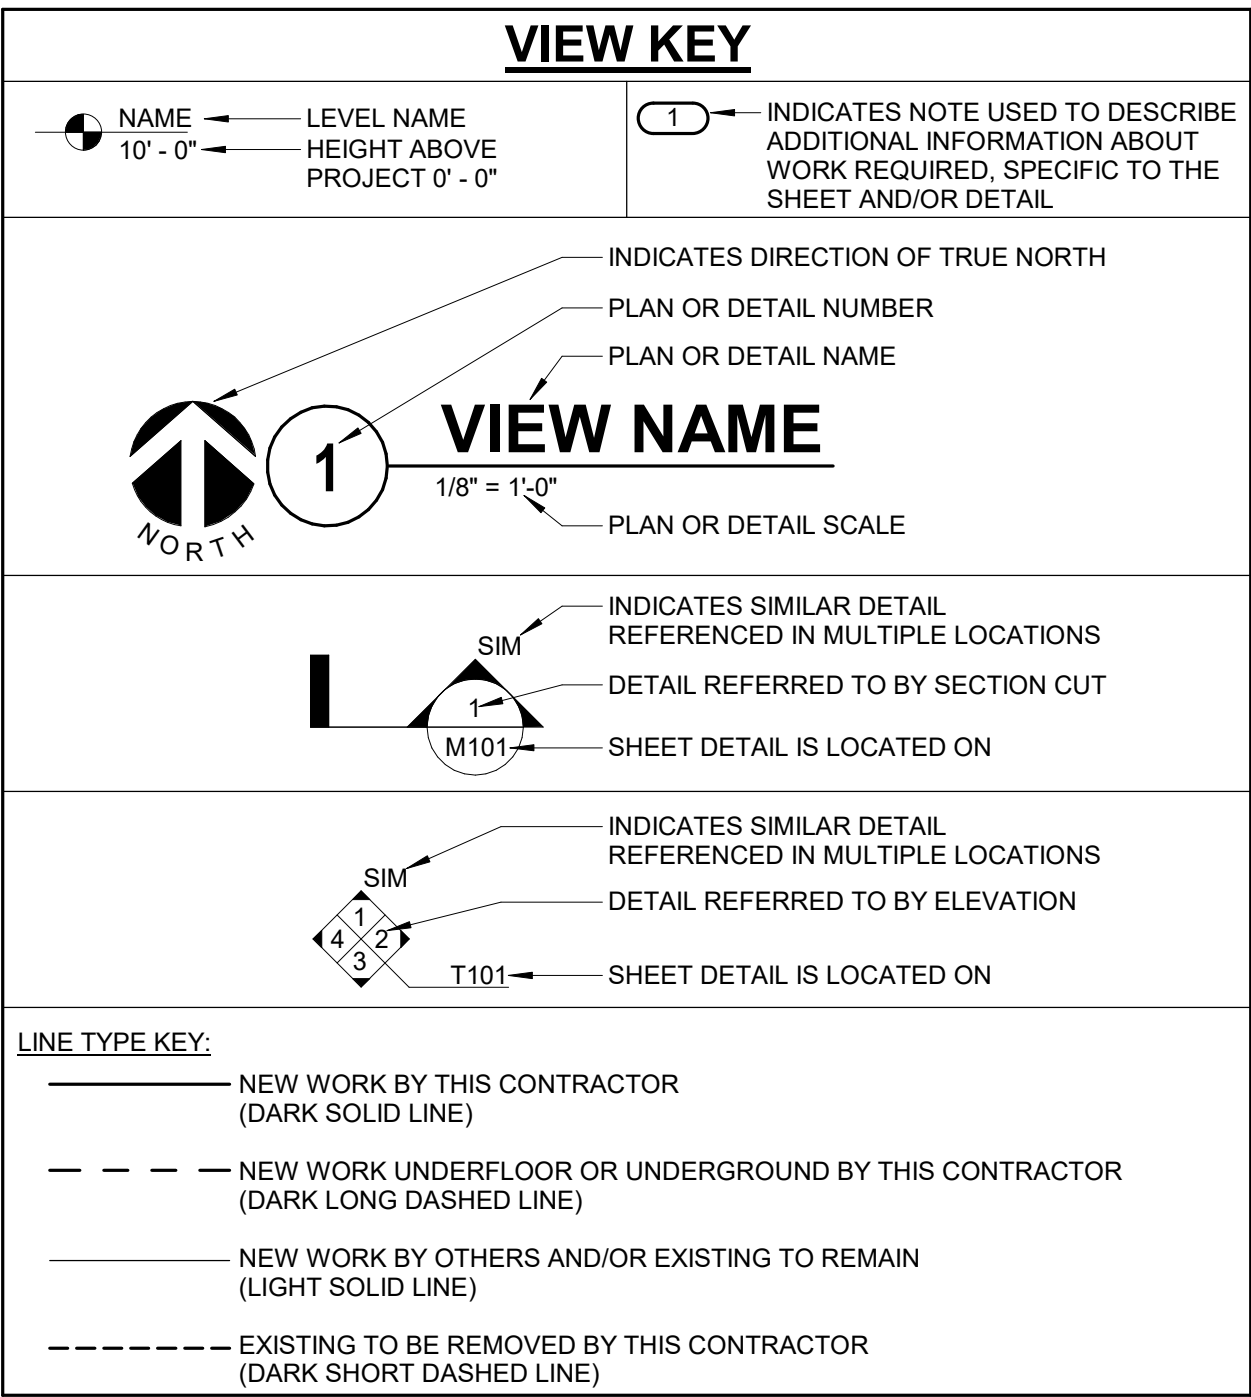 VIEW KEY
NAME
10' - 0"
LEVEL NAME
HEIGHT ABOVE
PROJECT 0' - 0"
1
INDICATES NOTE USED TO DESCRIBE
ADDITIONAL INFORMATION ABOUT
WORK REQUIRED, SPECIFIC TO THE
SHEET AND/OR DETAIL
INDICATES DIRECTION OF TRUE NORTH
PLAN OR DETAIL NUMBER
PLAN OR DETAIL NAME
NORTH
1
VIEW NAME
1/8" = 1'-0"
PLAN OR DETAIL SCALE
SIM
INDICATES SIMILAR DETAIL
REFERENCED IN MULTIPLE LOCATIONS
1
DETAIL REFERRED TO BY SECTION CUT
M101
SHEET DETAIL IS LOCATED ON
SIM
INDICATES SIMILAR DETAIL
REFERENCED IN MULTIPLE LOCATIONS
1
4 2
3
DETAIL REFERRED TO BY ELEVATION
T101
SHEET DETAIL IS LOCATED ON
LINE TYPE KEY:
NEW WORK BY THIS CONTRACTOR
(DARK SOLID LINE)
NEW WORK UNDERFLOOR OR UNDERGROUND BY THIS CONTRACTOR
(DARK LONG DASHED LINE)
NEW WORK BY OTHERS AND/OR EXISTING TO REMAIN
(LIGHT SOLID LINE)
EXISTING TO BE REMOVED BY THIS CONTRACTOR
(DARK SHORT DASHED LINE)